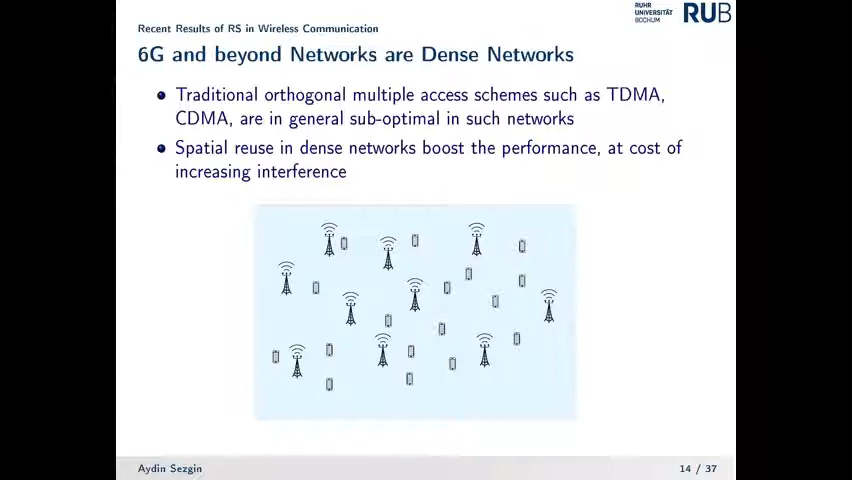 RUHR
UNIVERSITÄT
BOCHUM
RUB
Recent Results of RS in Wireless Communication
6G and beyond Networks are Dense Networks
Traditional orthogonal multiple access schemes such as TDMA,
CDMA, are in general sub-optimal in such networks
Spatial reuse in dense networks boost the performance, at cost of
increasing interference
Aydin Sezgin
14 / 37